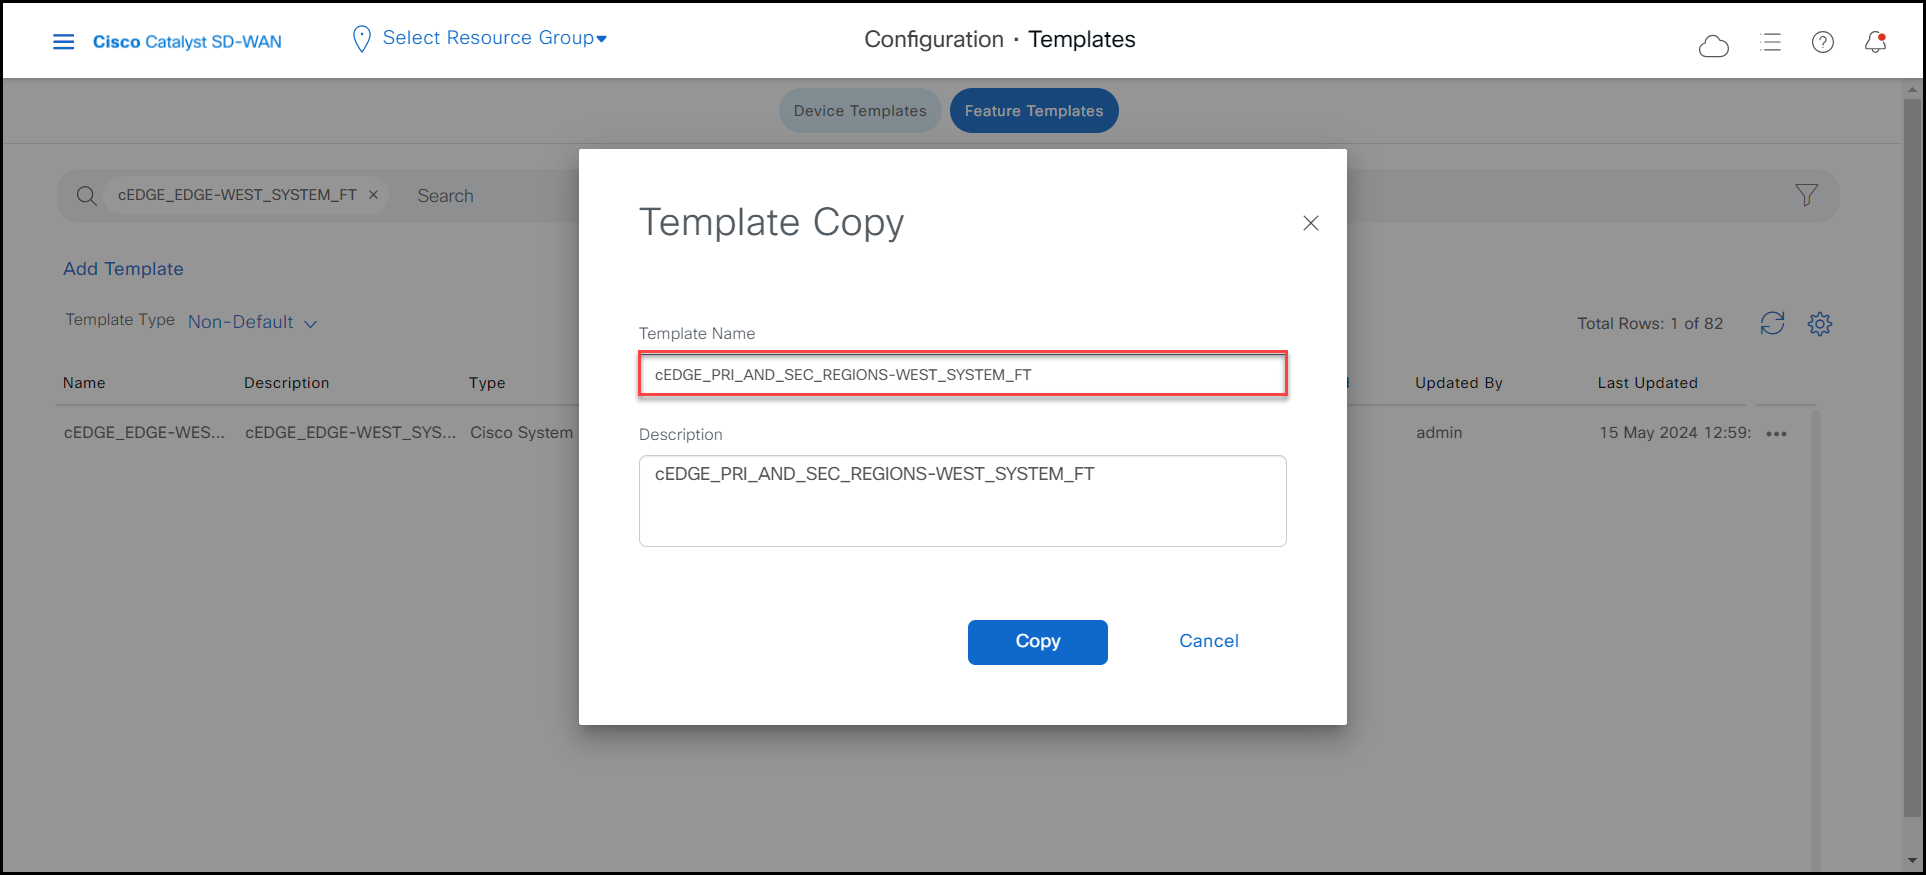 Cisco Catalyst SD-WAN
Select Resource Group
Configuration · Templates
Device Templates
Feature Templates
cEDGE_EDGE-WEST_SYSTEM_FT ×
Search
Add Template
Template Type Non-Default
Total Rows: 1 of 82
Name Description Type Updated By Last Updated
cEDGE_EDGE-WES... cEDGE_EDGE-WEST_SYS... Cisco System admin 15 May 2024 12:59: •••
Template Copy
Template Name
cEDGE_PRI_AND_SEC_REGIONS-WEST_SYSTEM_FT
Description
cEDGE_PRI_AND_SEC_REGIONS-WEST_SYSTEM_FT
Copy
Cancel